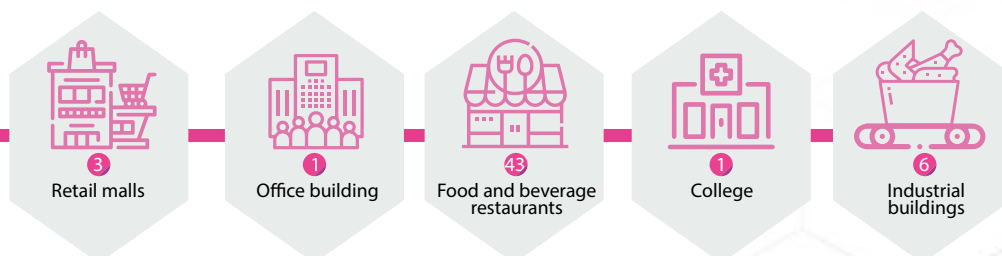 3
Retail malls
1
Office building
43
Food and beverage
restaurants
1
College
6
Industrial
buildings